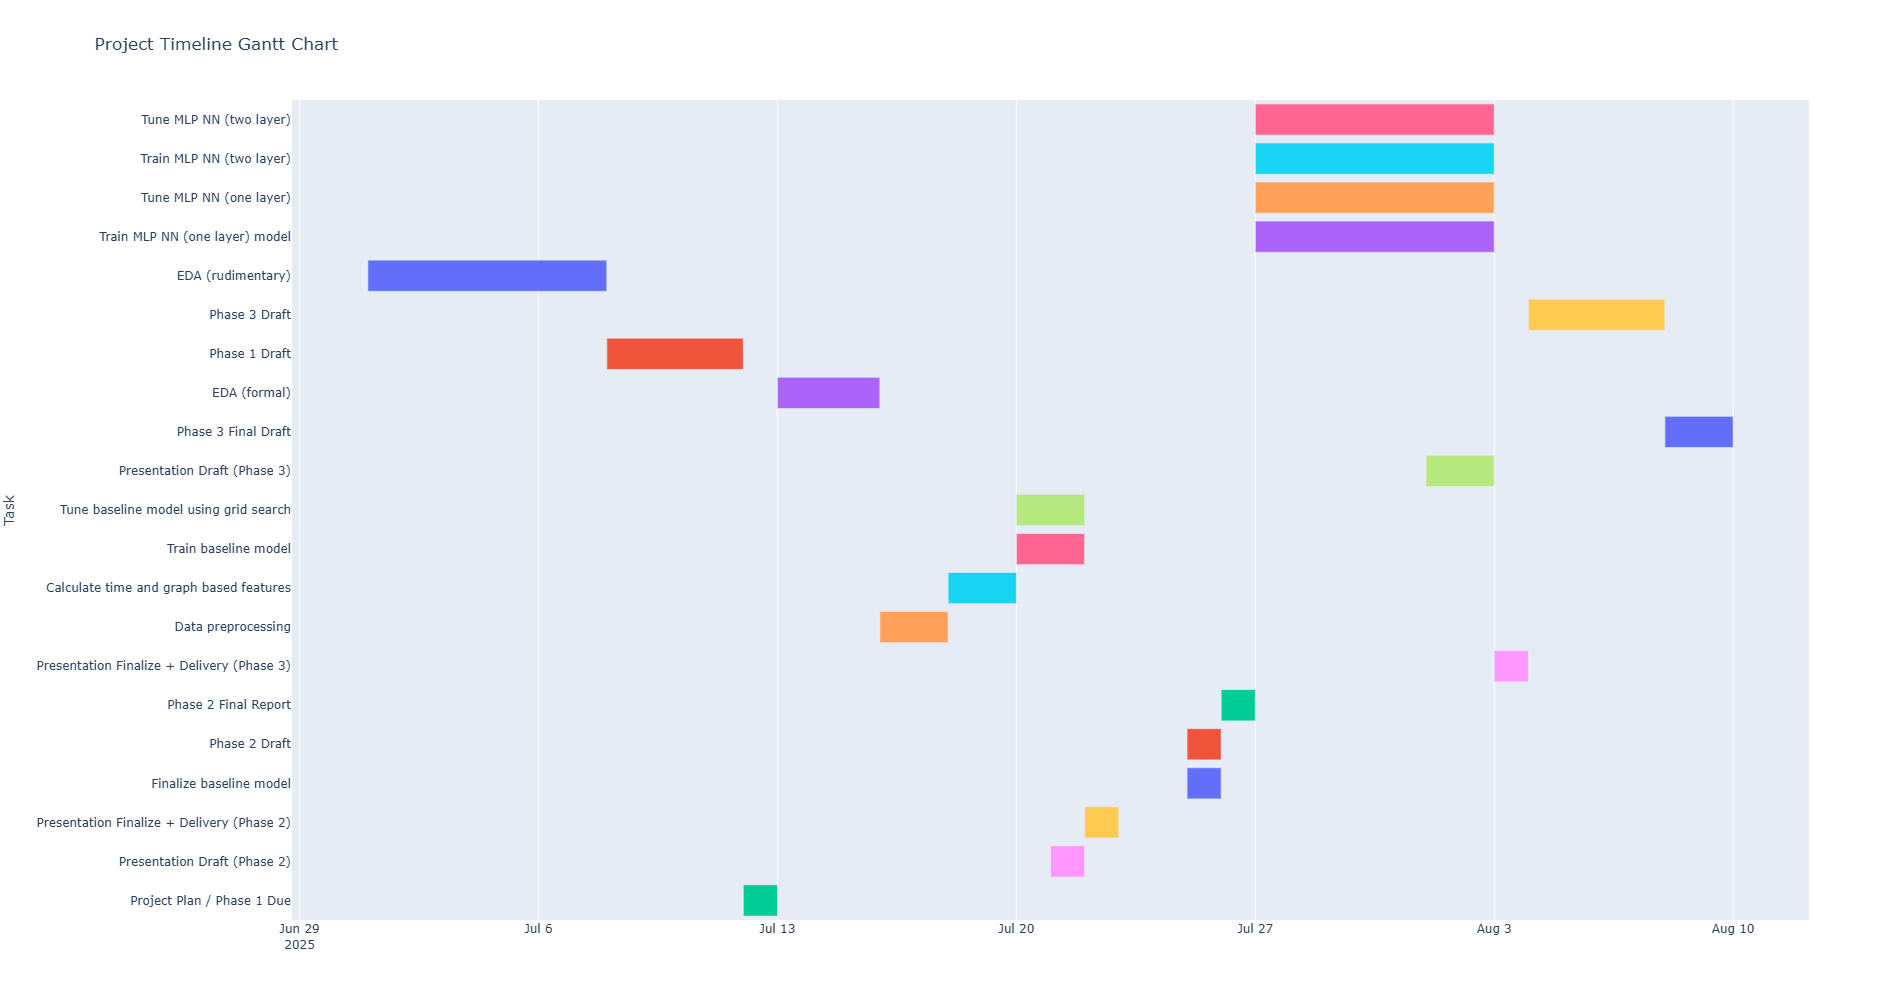 Project Timeline Gantt Chart
Task
Tune MLP NN (two layer)
Train MLP NN (two layer)
Tune MLP NN (one layer)
Train MLP NN (one layer) model
EDA (rudimentary)
Phase 3 Draft
Phase 1 Draft
EDA (formal)
Phase 3 Final Draft
Presentation Draft (Phase 3)
Tune baseline model using grid search
Train baseline model
Calculate time and graph based features
Data preprocessing
Presentation Finalize + Delivery (Phase 3)
Phase 2 Final Report
Phase 2 Draft
Finalize baseline model
Presentation Finalize + Delivery (Phase 2)
Presentation Draft (Phase 2)
Project Plan / Phase 1 Due
Jun 29 Jul 6 Jul 13 Jul 20 Jul 27 Aug 3 Aug 10
2025